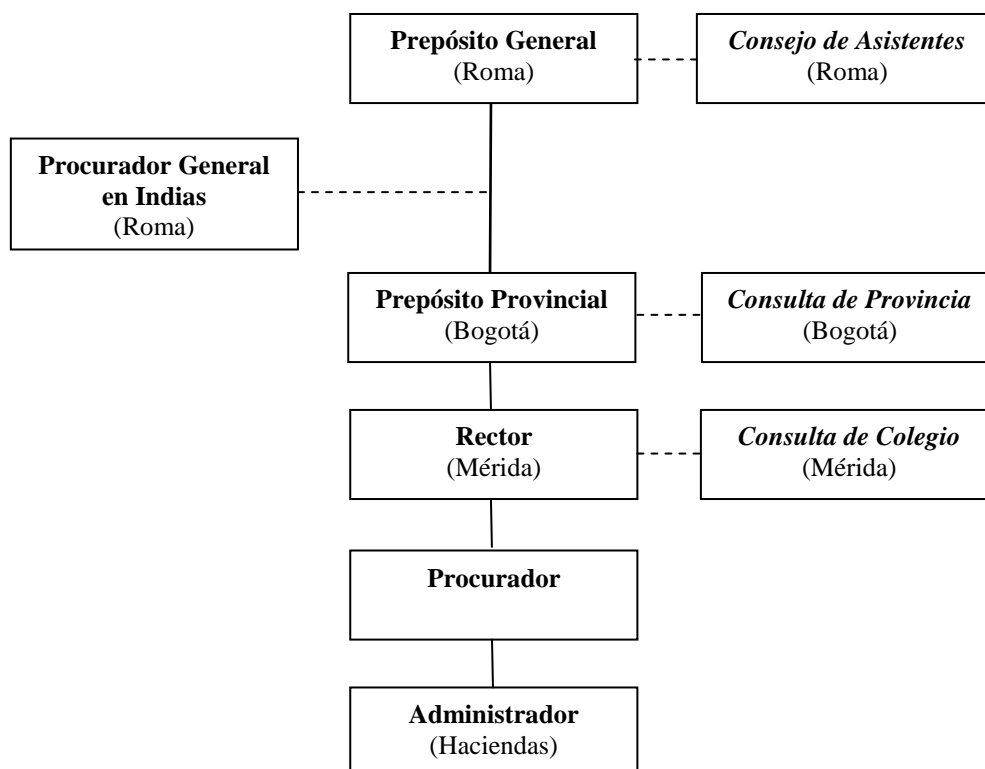 Prepósito General
(Roma)
Consejo de Asistentes
(Roma)
Procurador General
en Indias
(Roma)
Prepósito Provincial
(Bogotá)
Consulta de Provincia
(Bogotá)
Rector
(Mérida)
Consulta de Colegio
(Mérida)
Procurador
Administrador
(Haciendas)